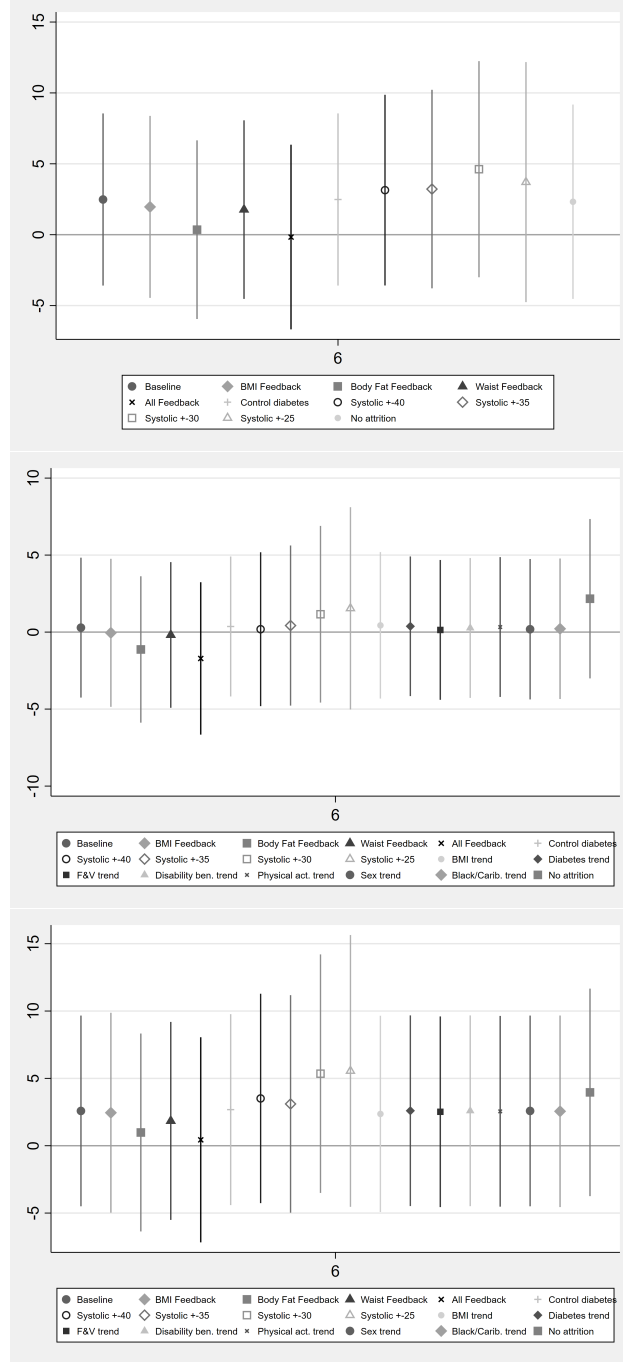 15
10
5
0
-5
6
Baseline BMI Feedback Body Fat Feedback Waist Feedback
All Feedback Control diabetes Systolic +-40 Systolic +-35
Systolic +-30 Systolic +-25 No attrition
10
5
0
-5
-10
6
Baseline BMI Feedback Body Fat Feedback Waist Feedback All Feedback Control diabetes
Systolic +-40 Systolic +-35 Systolic +-30 Systolic +-25 BMI trend Diabetes trend
F&V trend Disability ben. trend Physical act. trend Sex trend Black/Carib. trend No attrition
15
10
5
0
-5
6
Baseline BMI Feedback Body Fat Feedback Waist Feedback All Feedback Control diabetes
Systolic +-40 Systolic +-35 Systolic +-30 Systolic +-25 BMI trend Diabetes trend
F&V trend Disability ben. trend Physical act. trend Sex trend Black/Carib. trend No attrition